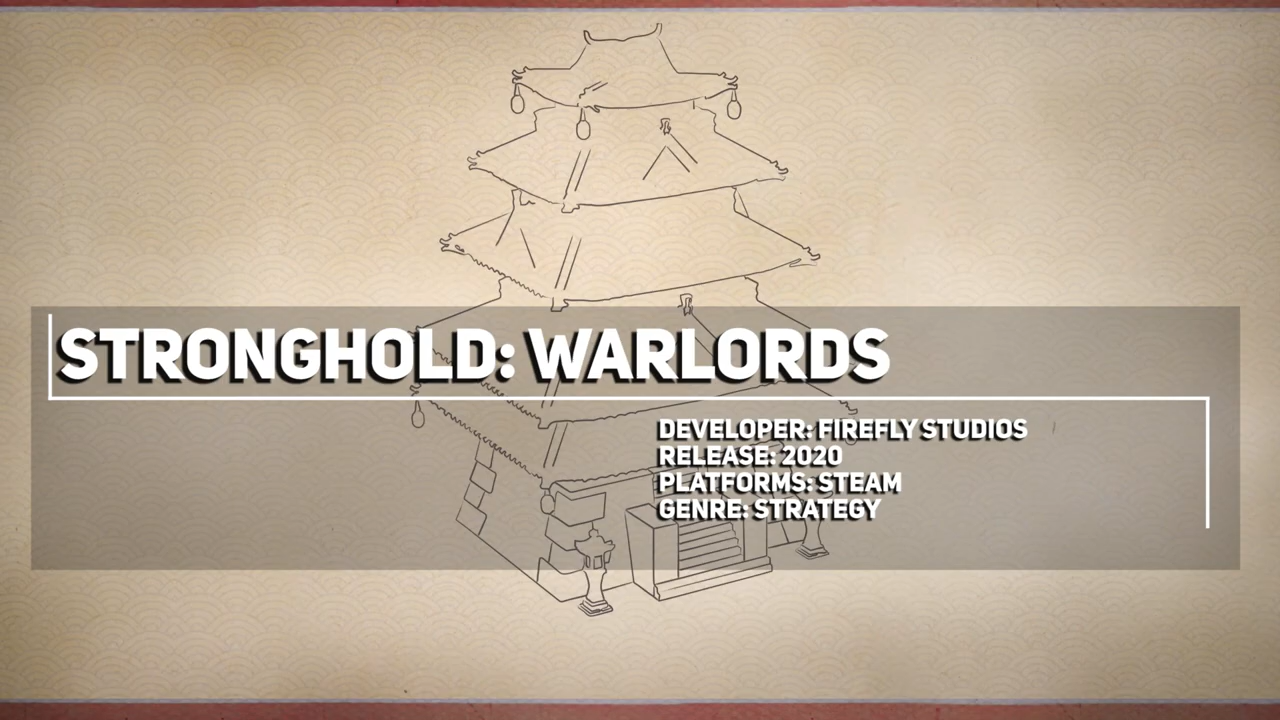 STRONGHOLD: WARLORDS
DEVELOPER: FIREFLY STUDIOS
RELEASE: 2020
PLATFORMS: STEAM
GENRE: STRATEGY